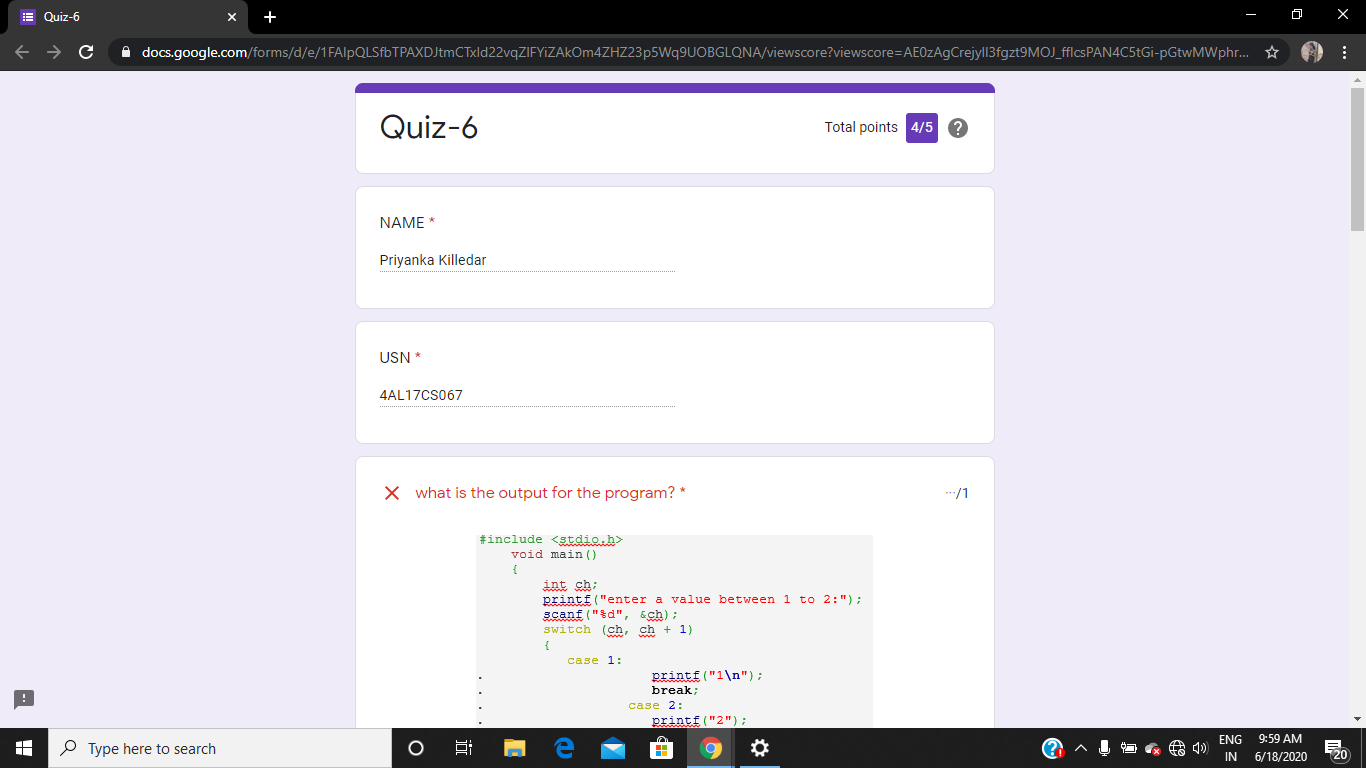 Quiz-6
docs.google.com/forms/d/e/1FAIpQLSfbTPAXDJtmCTxId22vqZIFYiZAkOm4ZHZ23p5Wq9UOBGLQNA/viewscore?viewscore=AE0zAgCrejyIl3fgzt9MOJ_fflcsPAN4C5tGi-pGtwMWphr...
Quiz-6
Total points 4/5 ?
NAME *
Priyanka Killedar
USN *
4AL17CS067
what is the output for the program? *
···/1
#include <stdio.h>
void main()
{
int ch;
printf("enter a value between 1 to 2:");
scanf("%d", &ch);
switch (ch, ch + 1)
{
case 1:
. printf("1\n");
. break;
. case 2:
. printf("2");
Type here to search
ENG
IN
9:59 AM
6/18/2020
20